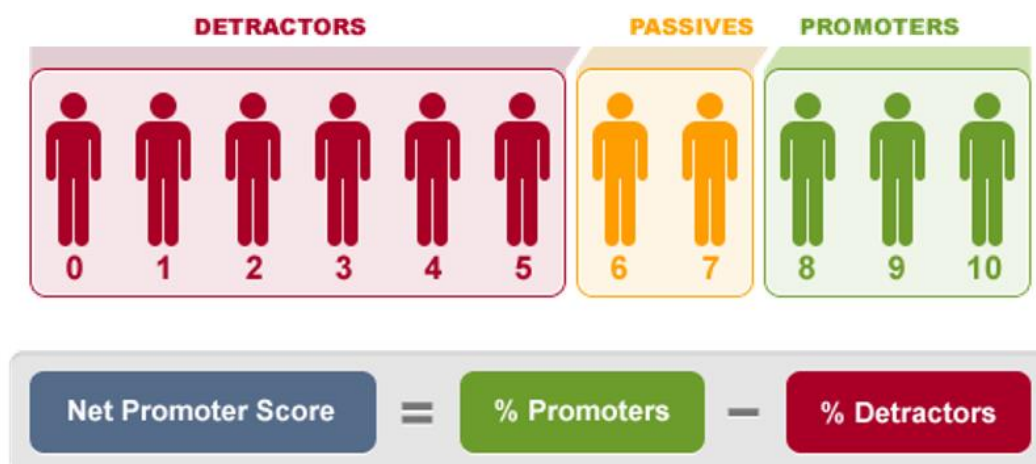 DETRACTORS PASSIVES PROMOTERS
0 1 2 3 4 5 6 7 8 9 10
Net Promoter Score = % Promoters − % Detractors